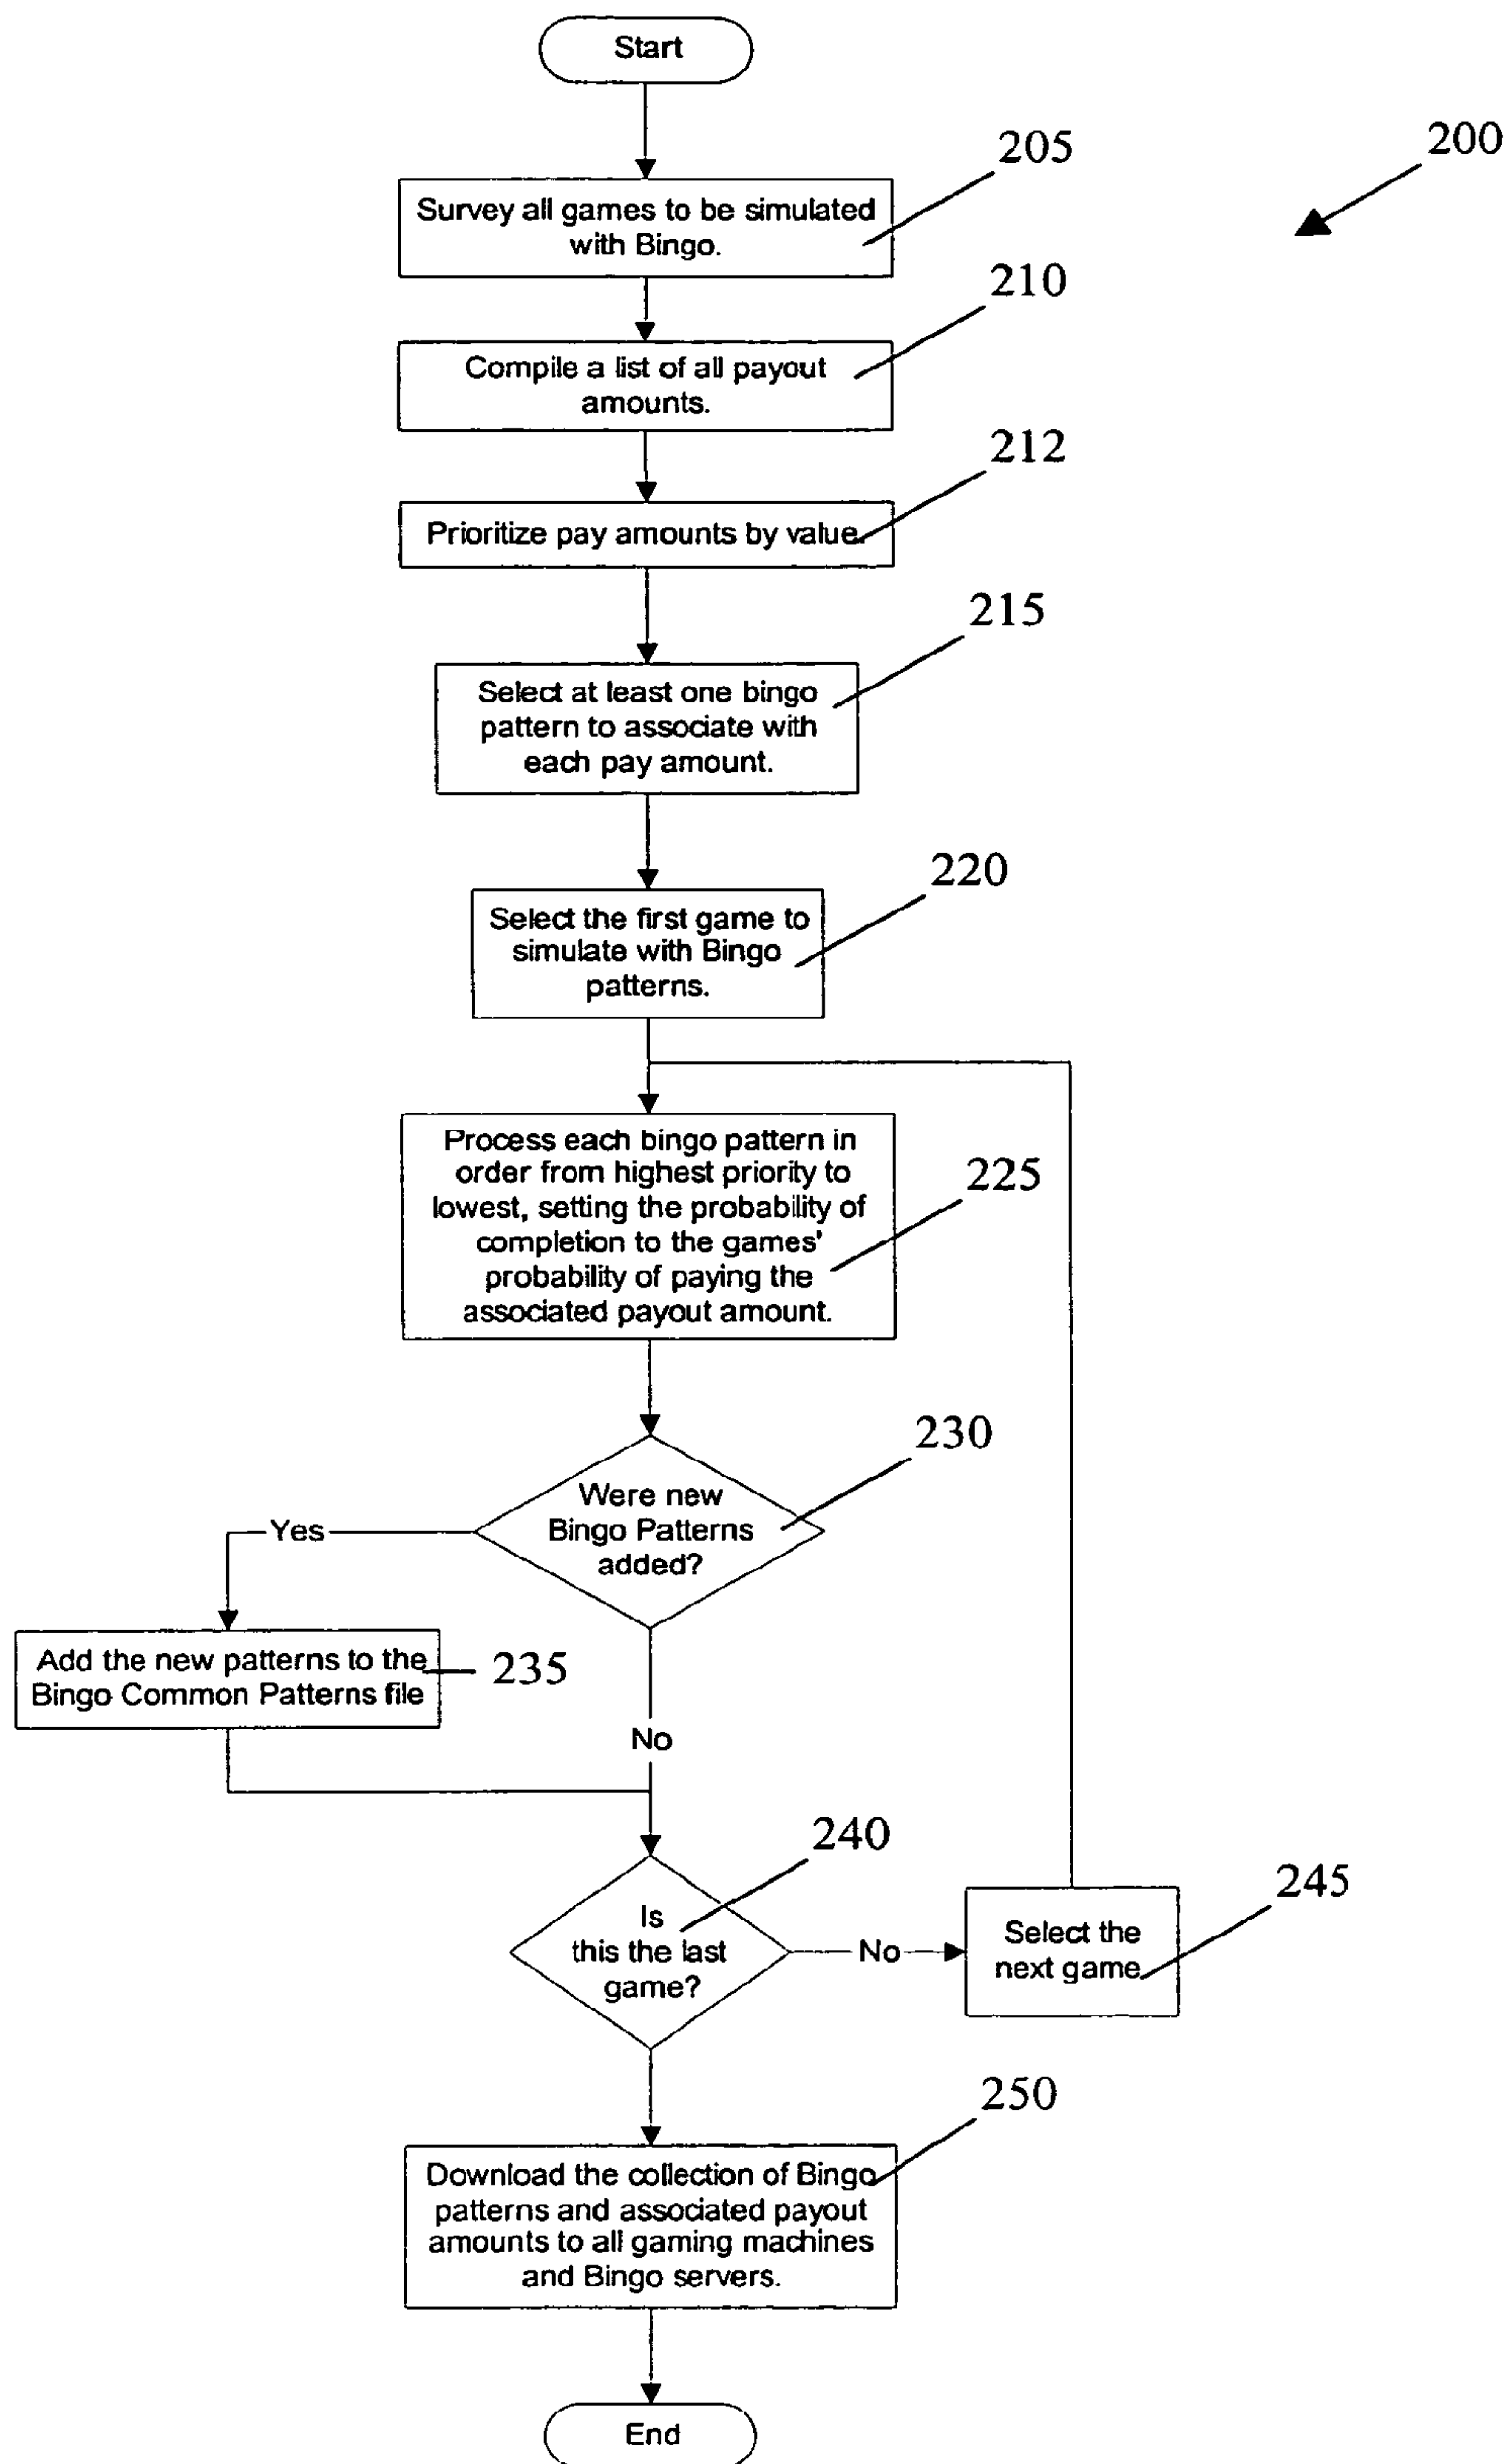 Start
200
205
Survey all games to be simulated
with Bingo.
210
Compile a list of all payout
amounts.
212
Prioritize pay amounts by value.
215
Select at least one bingo
pattern to associate with
each pay amount.
220
Select the first game to
simulate with Bingo
patterns.
225
Process each bingo pattern in
order from highest priority to
lowest, setting the probability of
completion to the games'
probability of paying the
associated payout amount.
230
Were new
Bingo Patterns
added?
Yes
Add the new patterns to the
Bingo Common Patterns file
235
No
240
Is
this the last
game?
No
245
Select the
next game.
250
Download the collection of Bingo
patterns and associated payout
amounts to all gaming machines
and Bingo servers.
End